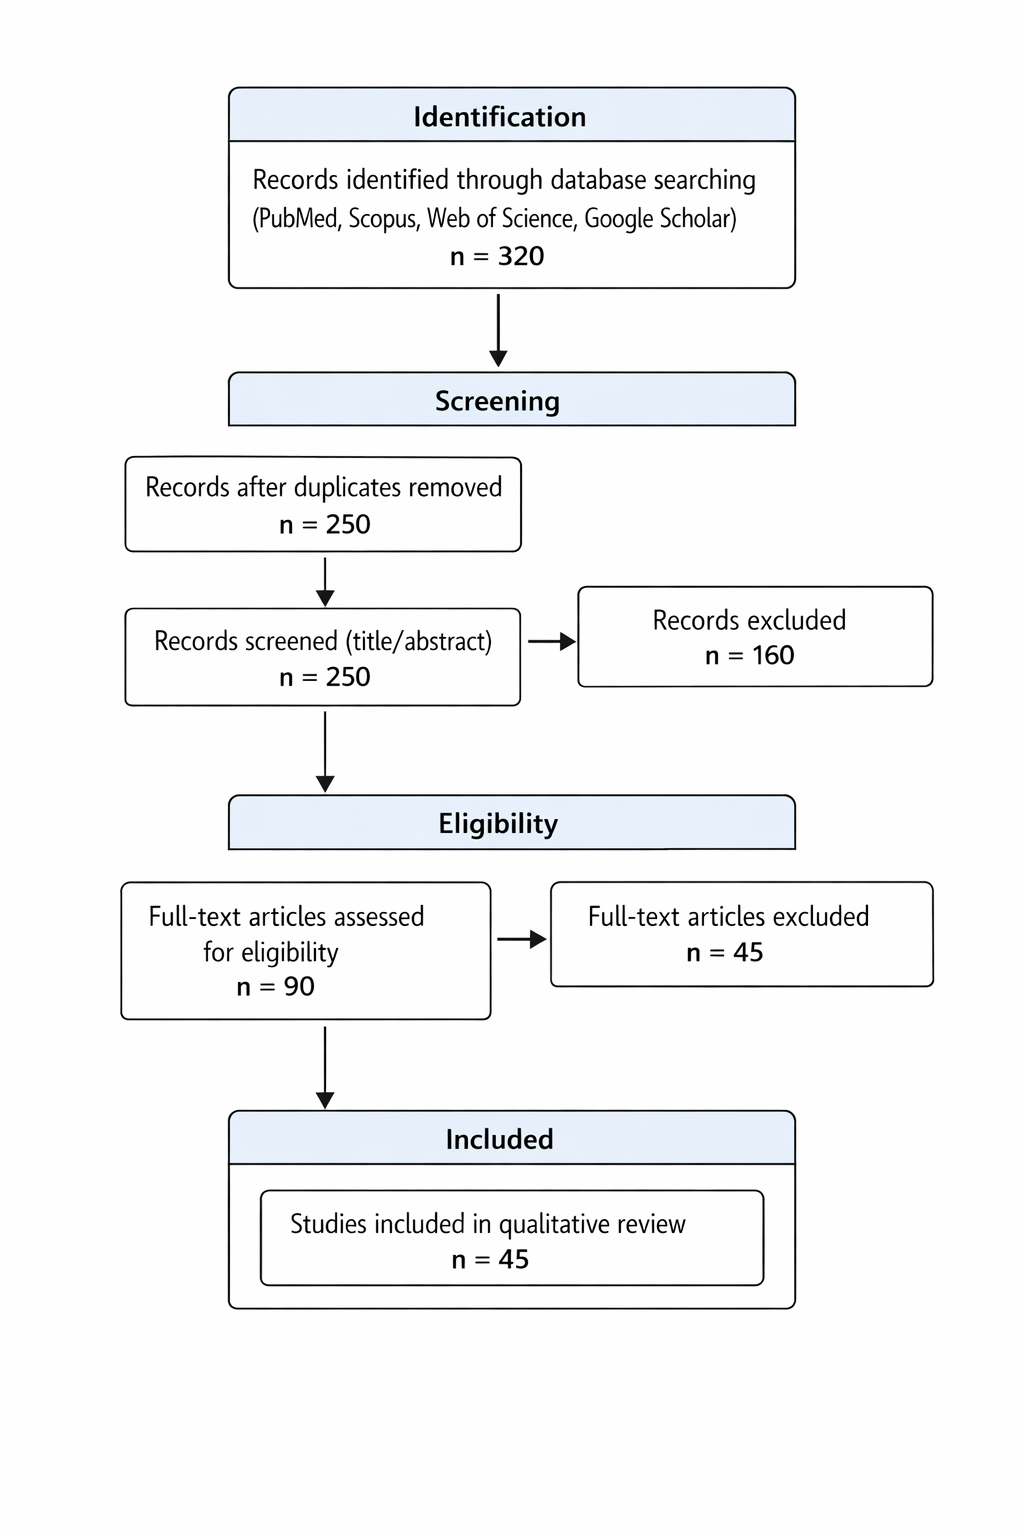 Identification
Records identified through database searching
(PubMed, Scopus, Web of Science, Google Scholar)
n = 320
Screening
Records after duplicates removed
n = 250
Records screened (title/abstract)
n = 250
Records excluded
n = 160
Eligibility
Full-text articles assessed
for eligibility
n = 90
Full-text articles excluded
n = 45
Included
Studies included in qualitative review
n = 45